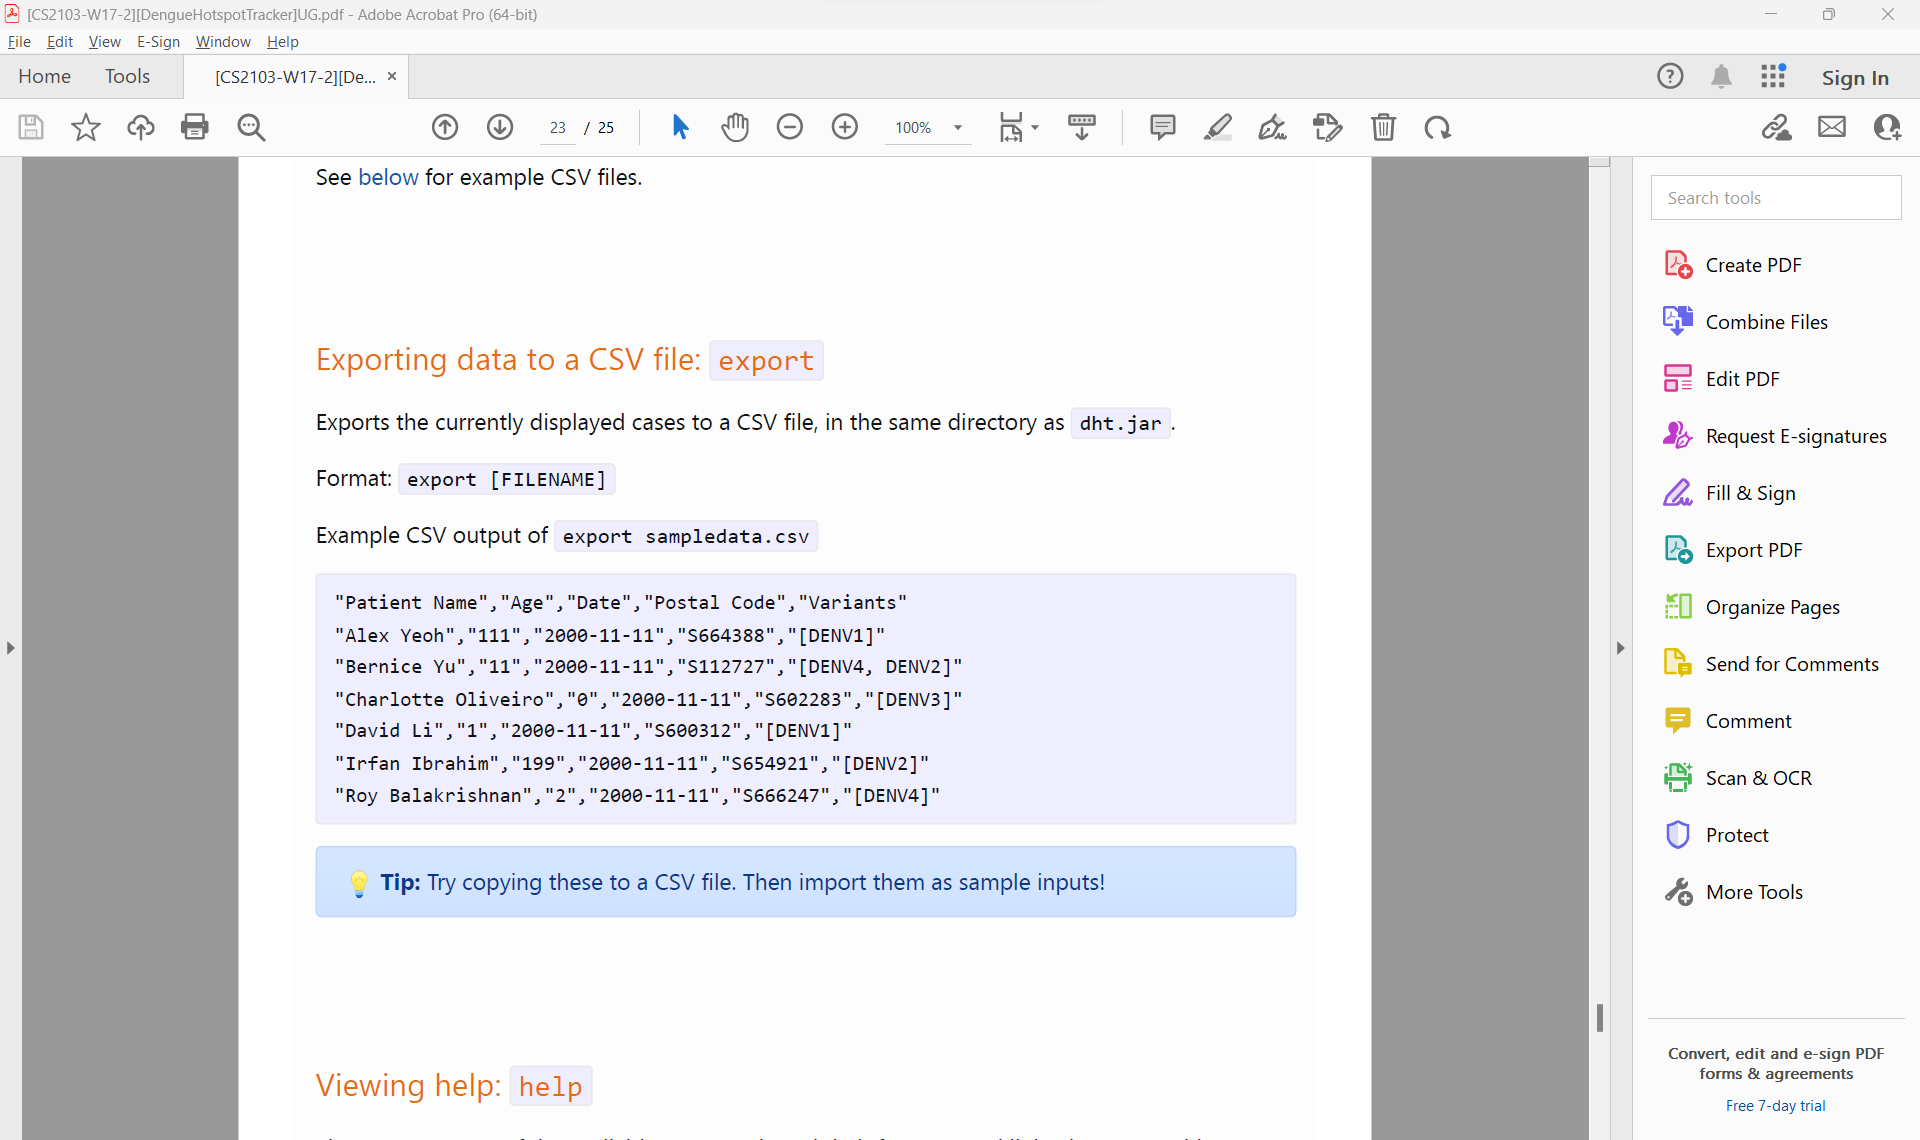 [CS2103-W17-2][DengueHotspotTracker]UG.pdf - Adobe Acrobat Pro (64-bit)
File Edit View E-Sign Window Help
Home Tools [CS2103-W17-2][De... × Sign In
23 / 25 100%
See below for example CSV files.
Exporting data to a CSV file: export
Exports the currently displayed cases to a CSV file, in the same directory as dht.jar.
Format: export [FILENAME]
Example CSV output of export sampledata.csv
"Patient Name","Age","Date","Postal Code","Variants"
"Alex Yeoh","111","2000-11-11","S664388","[DENV1]"
"Bernice Yu","11","2000-11-11","S112727","[DENV4, DENV2]"
"Charlotte Oliveiro","0","2000-11-11","S602283","[DENV3]"
"David Li","1","2000-11-11","S600312","[DENV1]"
"Irfan Ibrahim","199","2000-11-11","S654921","[DENV2]"
"Roy Balakrishnan","2","2000-11-11","S666247","[DENV4]"
Tip: Try copying these to a CSV file. Then import them as sample inputs!
Viewing help: help
Search tools
Create PDF
Combine Files
Edit PDF
Request E-signatures
Fill & Sign
Export PDF
Organize Pages
Send for Comments
Comment
Scan & OCR
Protect
More Tools
Convert, edit and e-sign PDF
forms & agreements
Free 7-day trial